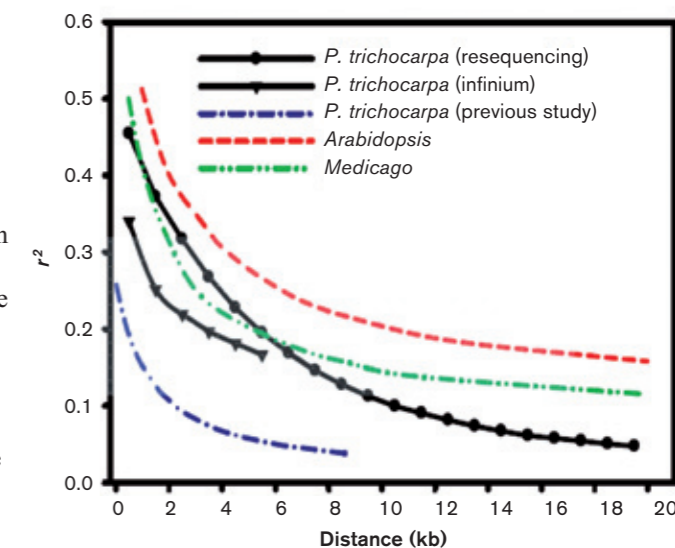 0.6
0.5
0.4
0.3
0.2
0.1
0.0
r²
P. trichocarpa (resequencing)
P. trichocarpa (infinium)
P. trichocarpa (previous study)
Arabidopsis
Medicago
0 2 4 6 8 10 12 14 16 18 20
Distance (kb)